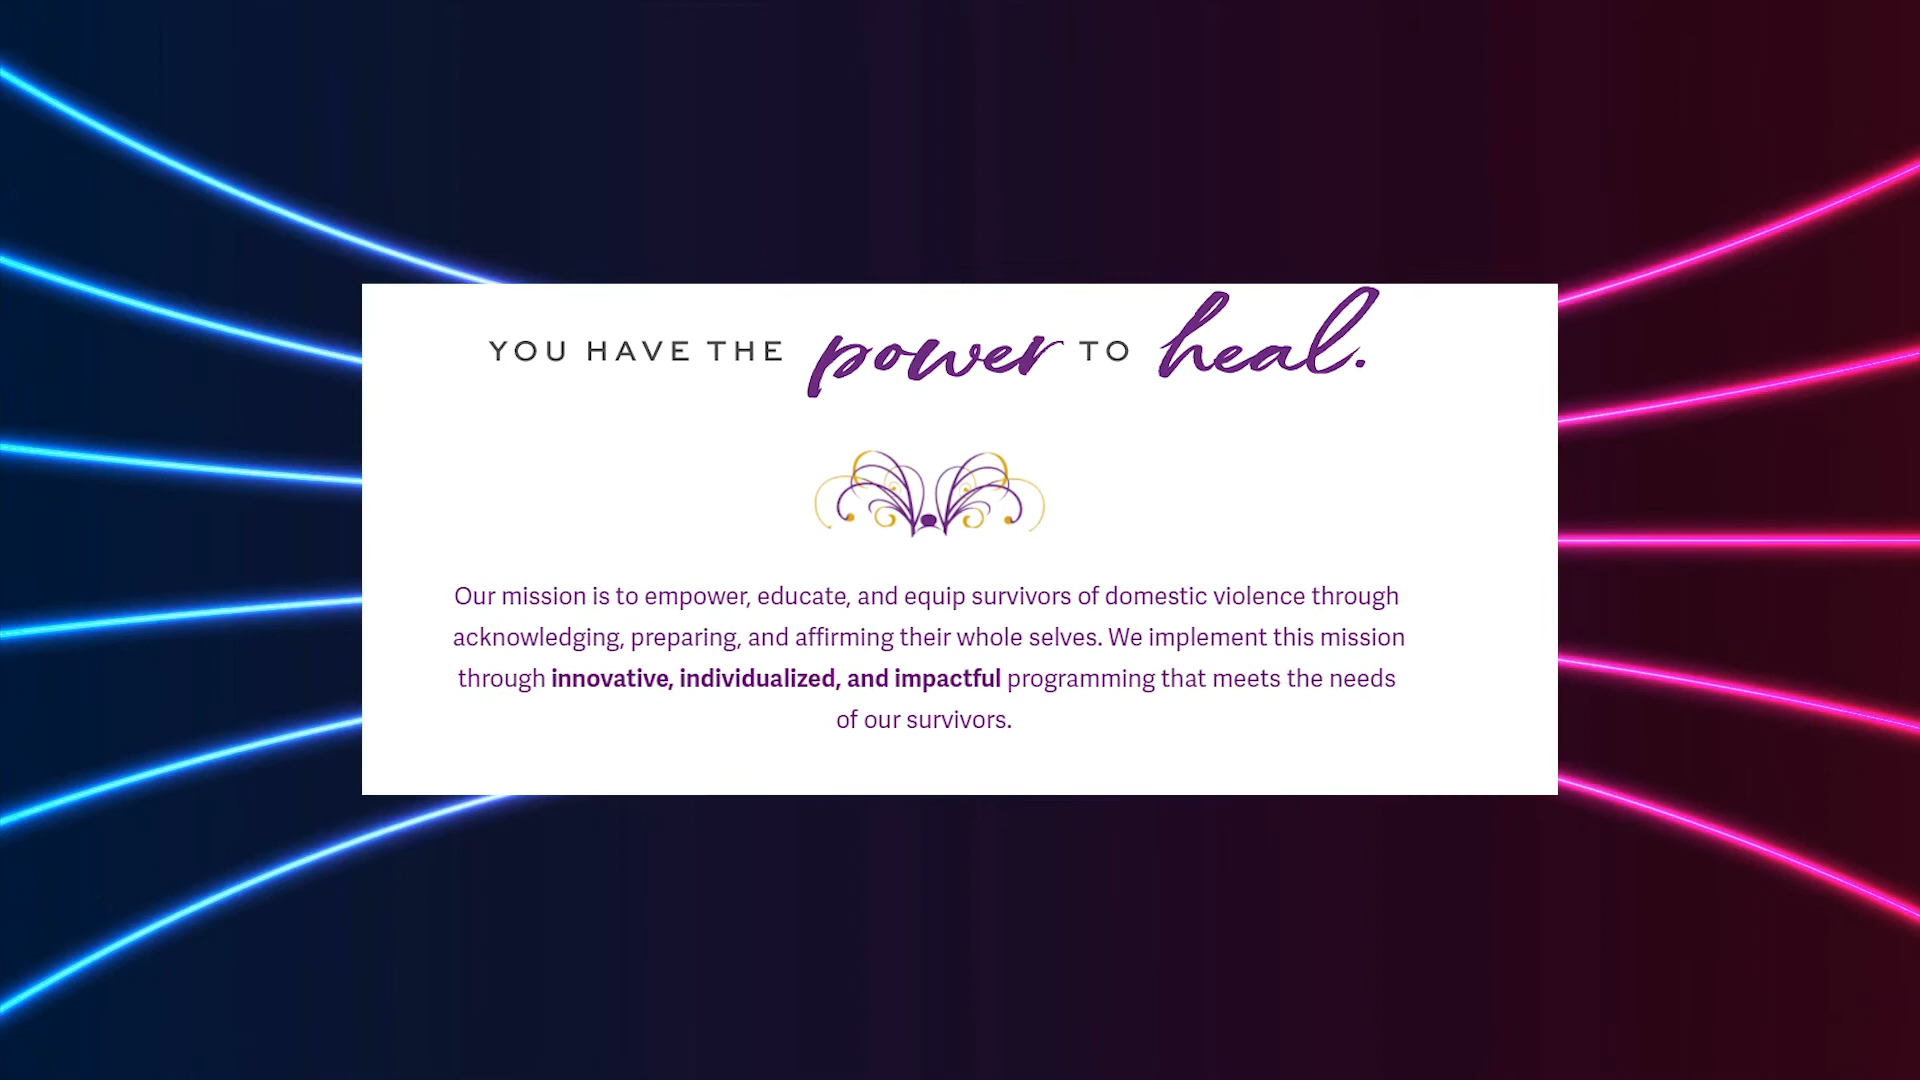 YOU HAVE THE power TO heal.
Our mission is to empower, educate, and equip survivors of domestic violence through
acknowledging, preparing, and affirming their whole selves. We implement this mission
through innovative, individualized, and impactful programming that meets the needs
of our survivors.